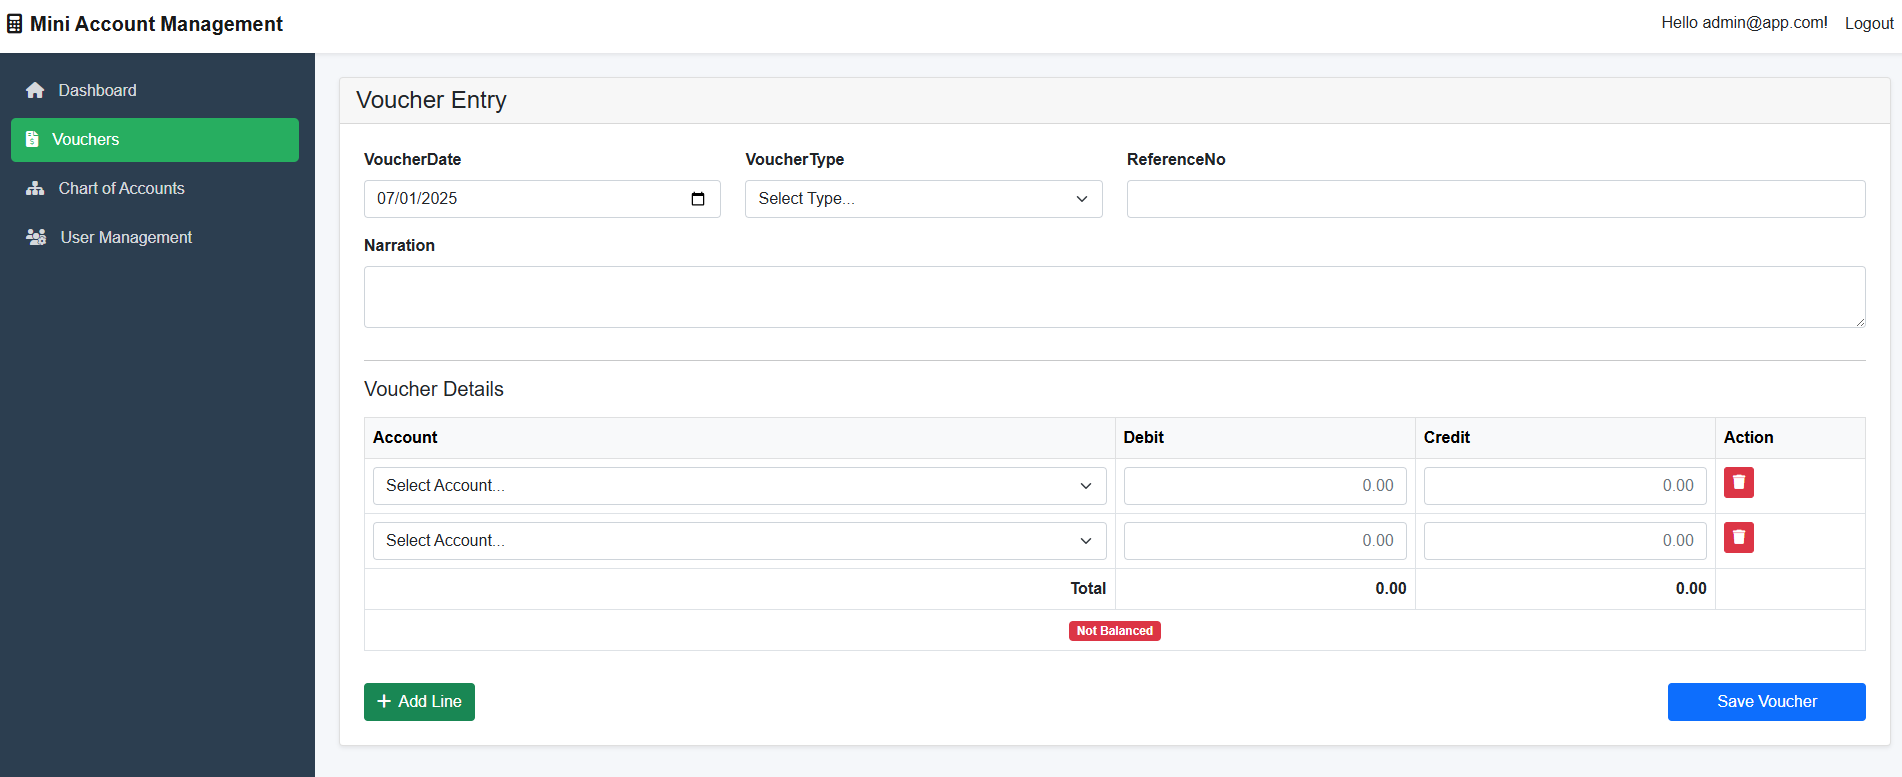 Mini Account Management
Hello admin@app.com! Logout
Dashboard
Vouchers
Chart of Accounts
User Management
Voucher Entry
VoucherDate VoucherType ReferenceNo
07/01/2025 Select Type...
Narration
Voucher Details
Account Debit Credit Action
Select Account... 0.00 0.00
Select Account... 0.00 0.00
Total 0.00 0.00
Not Balanced
+ Add Line Save Voucher